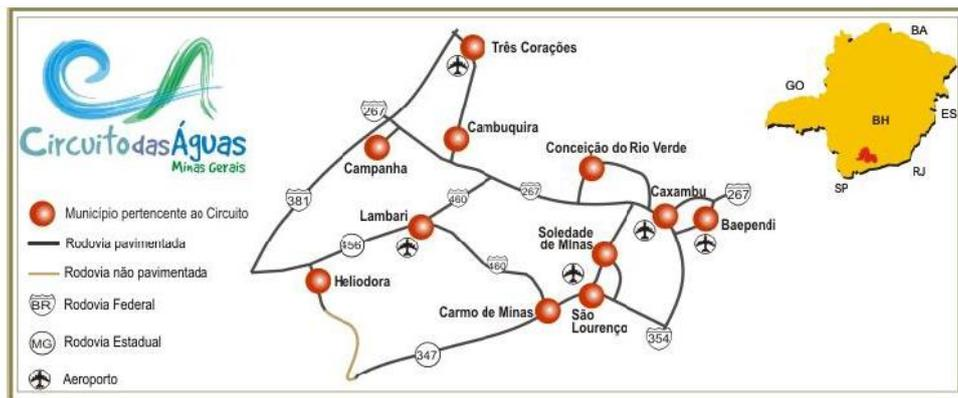 Circuito das Águas
Minas Gerais
Município pertencente ao Circuito
Rodovia pavimentada
Rodovia não pavimentada
BR Rodovia Federal
MG Rodovia Estadual
Aeroporto
Três Corações
267
Cambuquira
Campanha
Conceição do Rio Verde
381
Lambari
460
267
Caxambu
267
456
Soledade
de Minas
Baependi
Heliodora
460
Carmo de Minas
São
Lourenço
354
347
BA
GO
ES
BH
RJ
SP